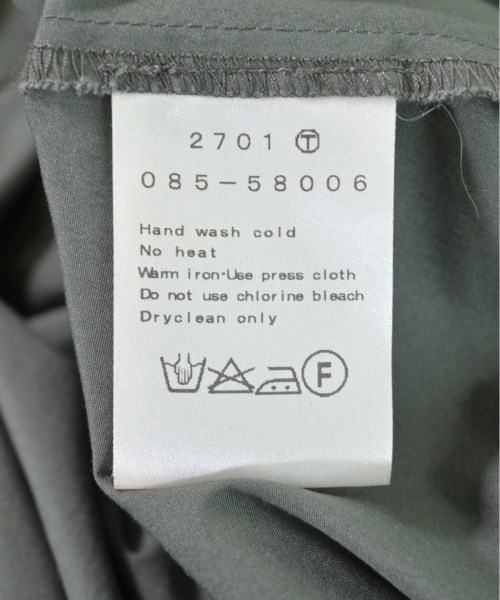 2701 Ⓣ
085-58006
Hand wash cold
No heat
Warm iron·Use press cloth
Do not use chlorine bleach
Dryclean only
F